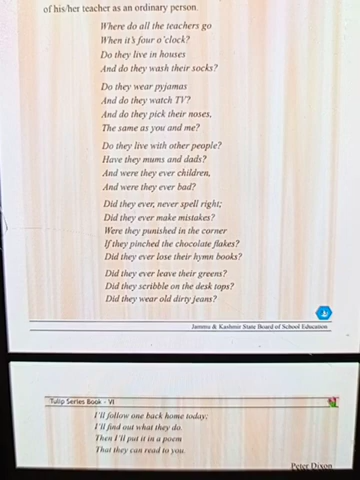 of his/her teacher as an ordinary person.
Where do all the teachers go
When it's four o'clock?
Do they live in houses
And do they wash their socks?
Do they wear pyjamas
And do they watch TV?
And do they pick their noses,
The same as you and me?
Do they live with other people?
Have they mums and dads?
And were they ever children,
And were they ever bad?
Did they ever, never spell right;
Did they ever make mistakes?
Were they punished in the corner
If they pinched the chocolate flakes?
Did they ever lose their hymn books?
Did they ever leave their greens?
Did they scribble on the desk tops?
Did they wear old dirty jeans?
Jammu & Kashmir State Board of School Education
Tulip Series Book - VI
I'll follow one back home today;
I'll find out what they do.
Then I'll put it in a poem
That they can read to you.
Peter Dixon